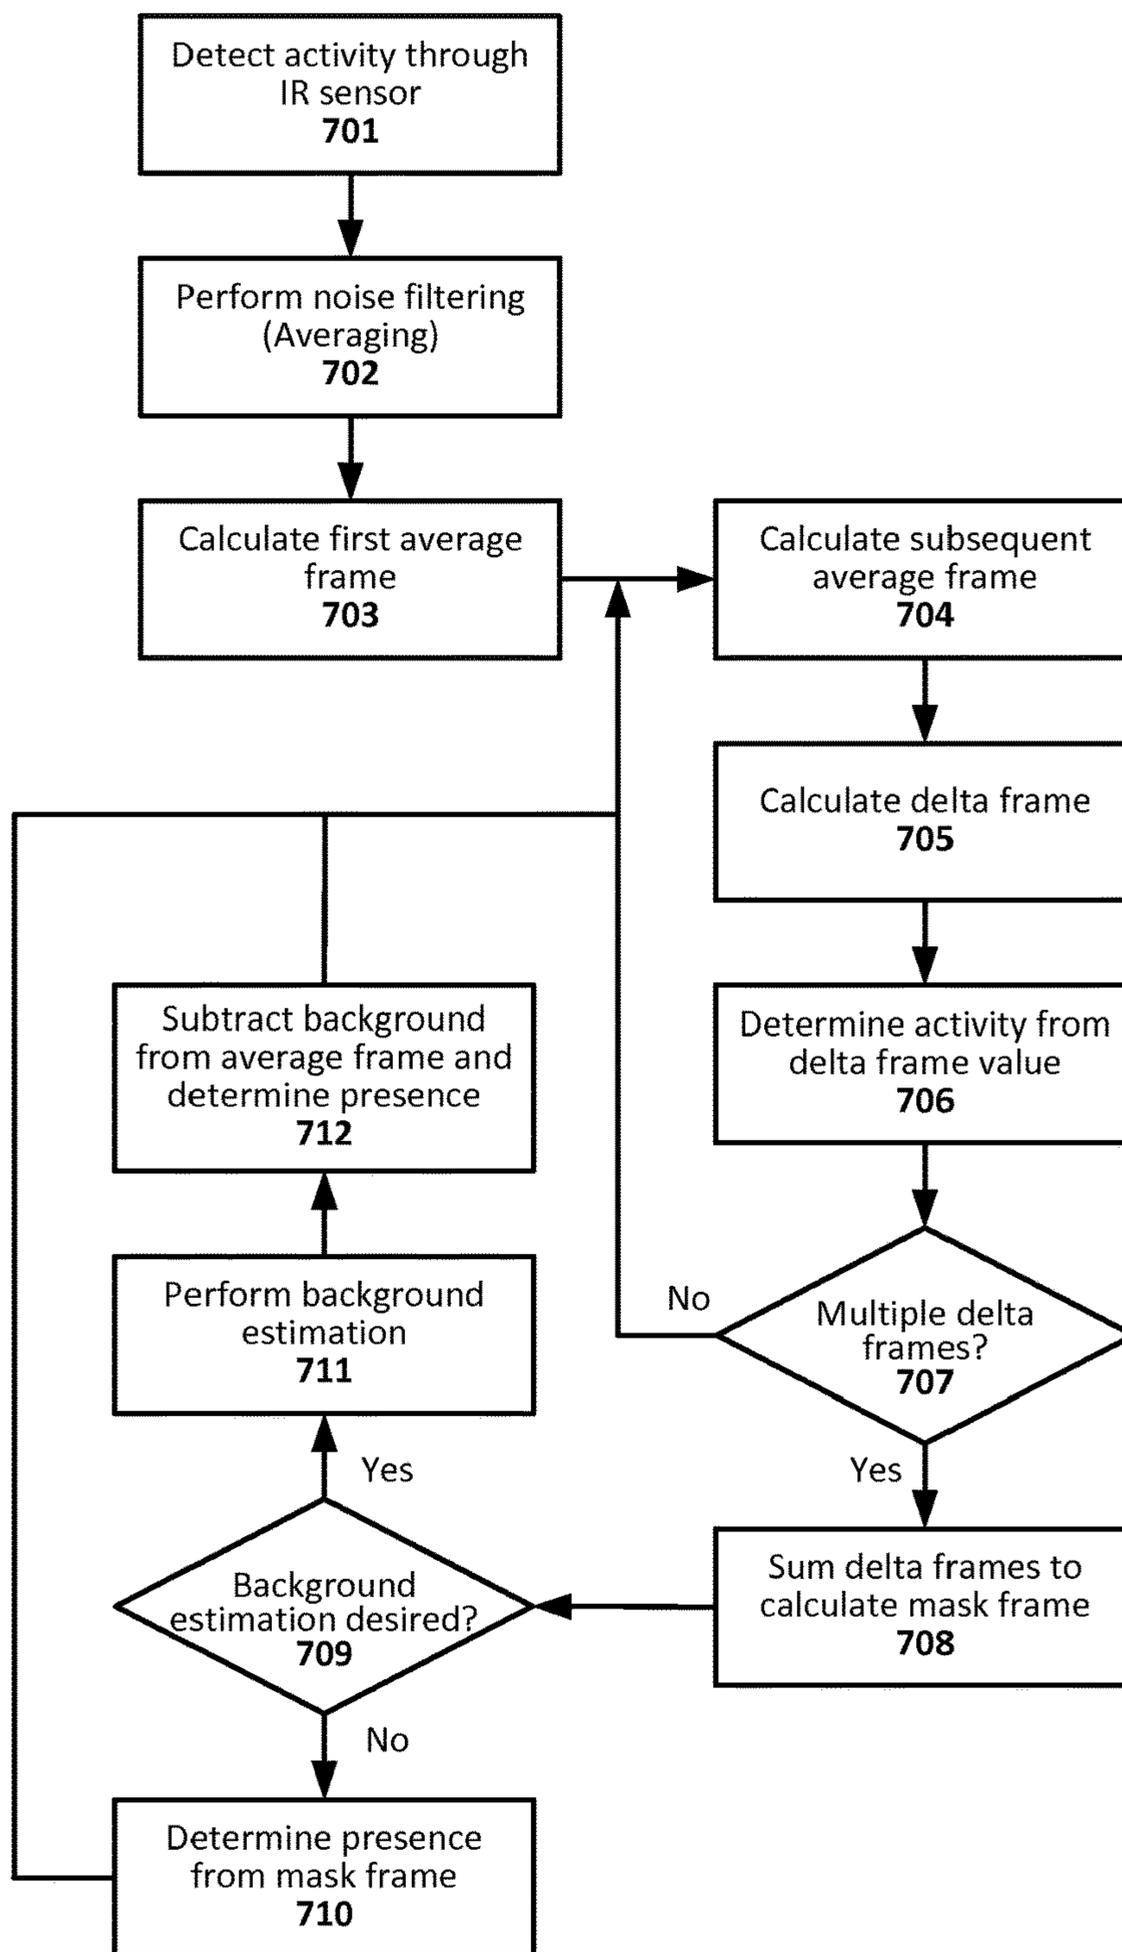 Detect activity through
IR sensor
701
Perform noise filtering
(Averaging)
702
Calculate first average
frame
703
Calculate subsequent
average frame
704
Calculate delta frame
705
Determine activity from
delta frame value
706
Multiple delta
frames?
707
No
Yes
Sum delta frames to
calculate mask frame
708
Background
estimation desired?
709
Yes
No
Determine presence
from mask frame
710
Perform background
estimation
711
Subtract background
from average frame and
determine presence
712